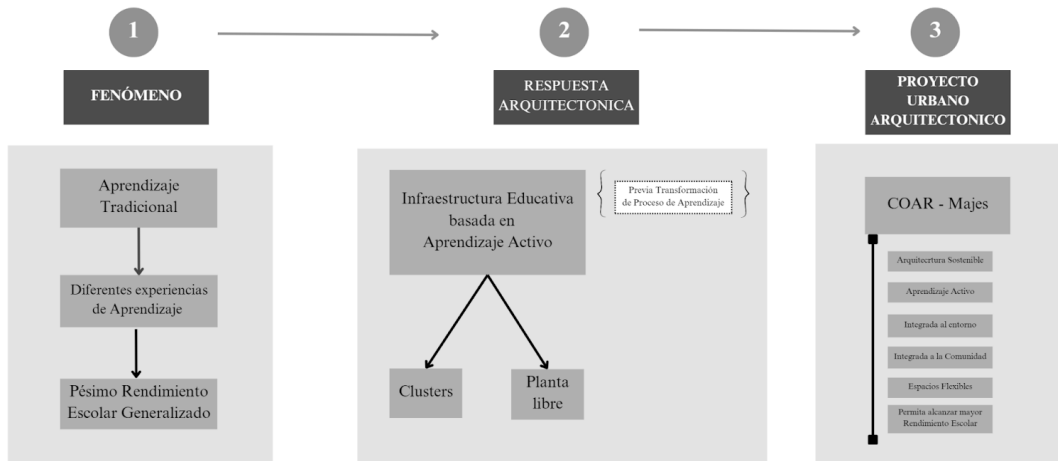 1
2
3
FENÓMENO
RESPUESTA
ARQUITECTONICA
PROYECTO
URBANO
ARQUITECTONICO
Aprendizaje
Tradicional
Diferentes experiencias
de Aprendizaje
Pésimo Rendimiento
Escolar Generalizado
Infraestructura Educativa
basada en
Aprendizaje Activo
Previa Transformación
de Proceso de Aprendizaje
Clusters
Planta
libre
COAR - Majes
Arquitecrtura Sostenible
Aprendizaje Activo
Integrada al entorno
Integrada a la Comunidad
Espacios Flexibles
Permita alcanzar mayor
Rendimiento Escolar